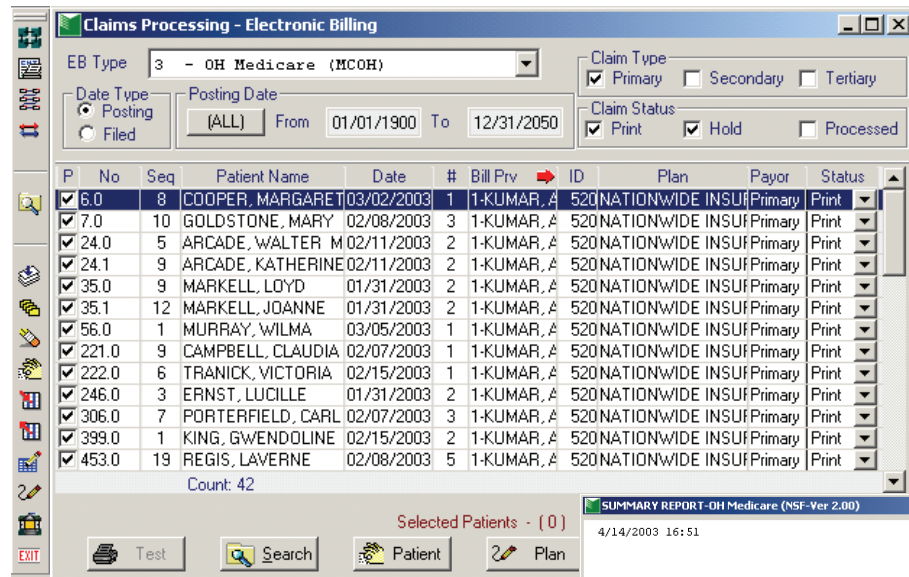 Claims Processing - Electronic Billing
EB Type 3 - OH Medicare (MCOH)
Claim Type
Primary Secondary Tertiary
Date Type Posting Date
Posting
Filed
(ALL) From 01/01/1900 To 12/31/2050
Claim Status
Print Hold Processed
P No Seq Patient Name Date # Bill Prv ID Plan Payor Status
6.0 8 COOPER, MARGARET 03/02/2003 1 1-KUMAR, A 520 NATIONWIDE INSUF Primary Print
7.0 10 GOLDSTONE, MARY 02/08/2003 3 1-KUMAR, A 520 NATIONWIDE INSUF Primary Print
24.0 5 ARCADE, WALTER M 02/11/2003 2 1-KUMAR, A 520 NATIONWIDE INSUF Primary Print
24.1 9 ARCADE, KATHERINE 02/11/2003 2 1-KUMAR, A 520 NATIONWIDE INSUF Primary Print
35.0 9 MARKELL, LOYD 01/31/2003 2 1-KUMAR, A 520 NATIONWIDE INSUF Primary Print
35.1 12 MARKELL, JOANNE 01/31/2003 2 1-KUMAR, A 520 NATIONWIDE INSUF Primary Print
56.0 1 MURRAY, WILMA 03/05/2003 1 1-KUMAR, A 520 NATIONWIDE INSUF Primary Print
221.0 9 CAMPBELL, CLAUDIA 02/07/2003 1 1-KUMAR, A 520 NATIONWIDE INSUF Primary Print
222.0 6 TRANICK, VICTORIA 02/15/2003 1 1-KUMAR, A 520 NATIONWIDE INSUF Primary Print
246.0 3 ERNST, LUCILLE 01/31/2003 2 1-KUMAR, A 520 NATIONWIDE INSUF Primary Print
306.0 7 PORTERFIELD, CARL 02/07/2003 3 1-KUMAR, A 520 NATIONWIDE INSUF Primary Print
399.0 1 KING, GWENDOLINE 02/15/2003 2 1-KUMAR, A 520 NATIONWIDE INSUF Primary Print
453.0 19 REGIS, LAVERNE 02/08/2003 5 1-KUMAR, A 520 NATIONWIDE INSUF Primary Print
Count: 42
Selected Patients - ( 0 )
Test Search Patient Plan
EXIT
SUMMARY REPORT-OH Medicare (NSF-Ver 2.00)
4/14/2003 16:51